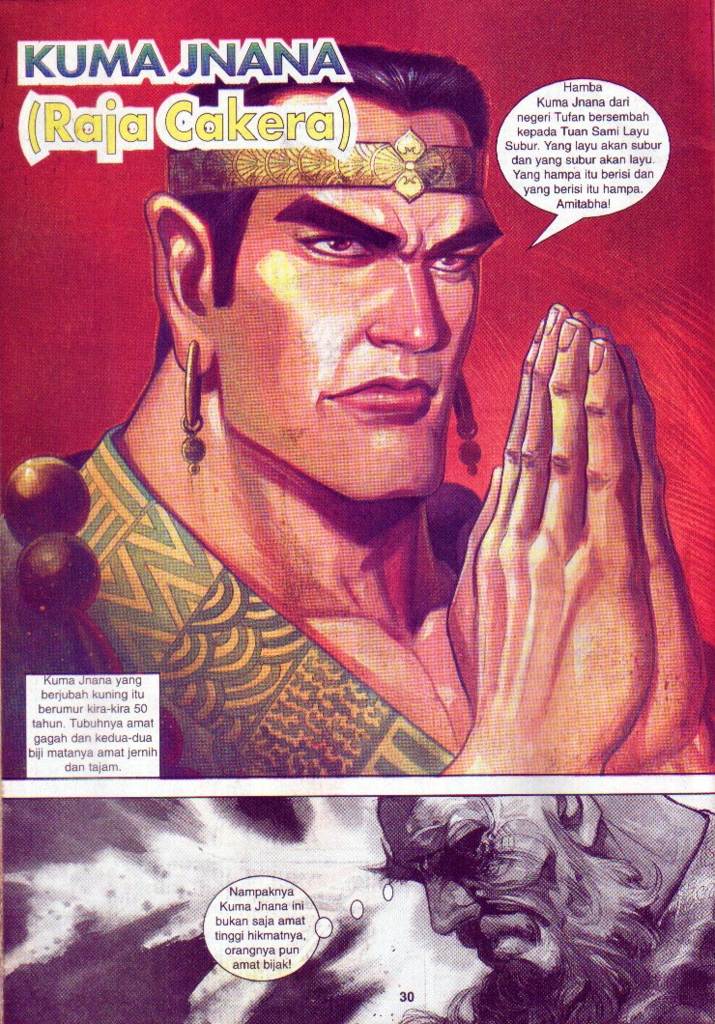 KUMA JNANA
(Raja Cakera)
Hamba
Kuma Jnana dari
negeri Tufan bersembah
kepada Tuan Sami Layu
Subur. Yang layu akan subur
dan yang subur akan layu.
Yang hampa itu berisi dan
yang berisi itu hampa.
Amitabha!
Kuma Jnana yang
berjubah kuning itu
berumur kira-kira 50
tahun. Tubuhnya amat
gagah dan kedua-dua
biji matanya amat jernih
dan tajam.
Nampaknya
Kuma Jnana ini
bukan saja amat
tinggi hikmatnya,
orangnya pun
amat bijak!
30